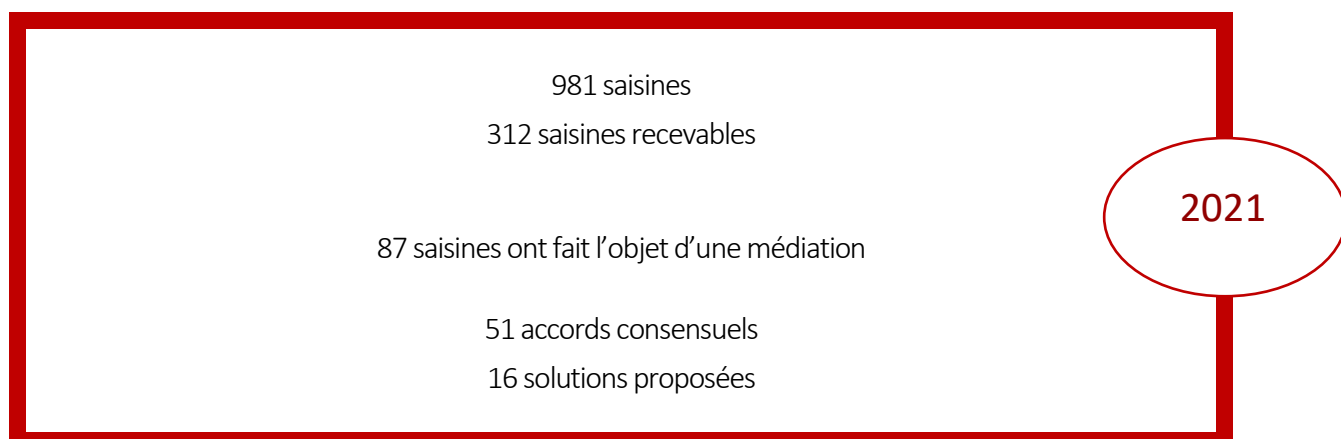 981 saisines
312 saisines recevables
2021
87 saisines ont fait l’objet d’une médiation
51 accords consensuels
16 solutions proposées